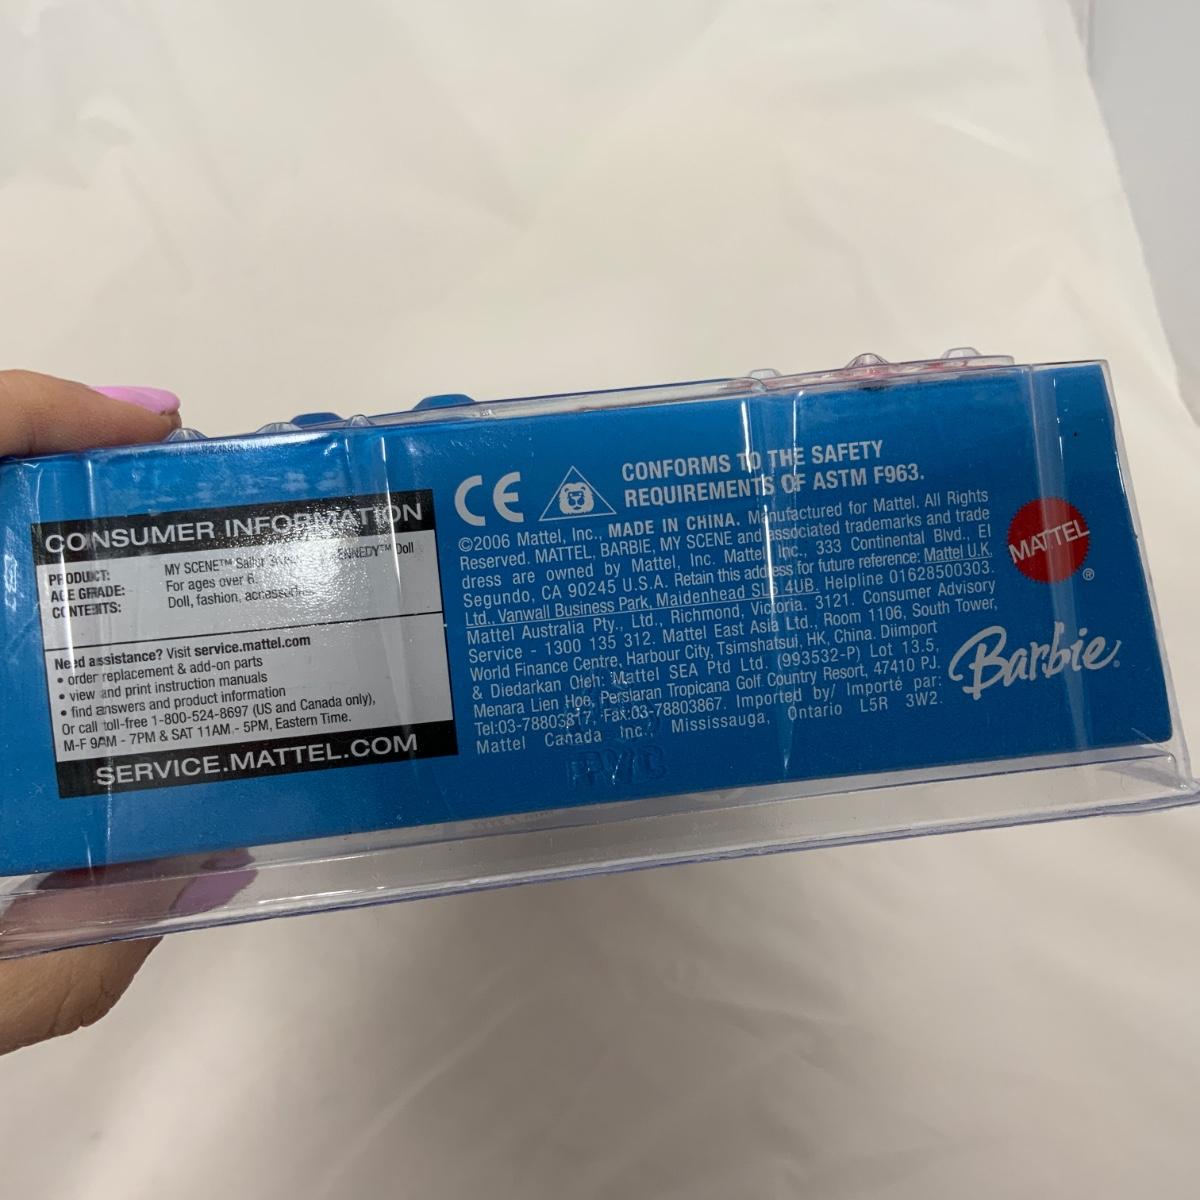 CONSUMER INFORMATION
PRODUCT: MY SCENE™ Sailor KENNEDY™ Doll
AGE GRADE: For ages over 6.
CONTENTS: Doll, fashion, accessories
Need assistance? Visit service.mattel.com
• order replacement & add-on parts
• view and print instruction manuals
• find answers and product information
Or call toll-free 1-800-524-8697 (US and Canada only),
M-F 9AM - 7PM & SAT 11AM - 5PM, Eastern Time.
SERVICE.MATTEL.COM
CE
CONFORMS TO THE SAFETY
REQUIREMENTS OF ASTM F963.
©2006 Mattel, Inc., MADE IN CHINA. Manufactured for Mattel. All Rights
Reserved. MATTEL, BARBIE, MY SCENE and associated trademarks and trade
dress are owned by Mattel, Inc. Mattel, Inc., 333 Continental Blvd., El
Segundo, CA 90245 U.S.A. Retain this address for future reference: Mattel U.K.
Ltd., Vanwall Business Park, Maidenhead SL6 4UB. Helpline 01628500303.
Mattel Australia Pty., Ltd., Richmond, Victoria. 3121. Consumer Advisory
Service - 1300 135 312. Mattel East Asia Ltd., Room 1106, South Tower,
World Finance Centre, Harbour City, Tsimshatsui, HK, China. Diimport
& Diedarkan Oleh: Mattel SEA Ptd Ltd. (993532-P) Lot 13.5,
Menara Lien Hoe, Persiaran Tropicana Golf Country Resort, 47410 PJ.
Tel:03-78803817, Fax:03-78803867. Imported by/ Importé par:
Mattel Canada Inc., Mississauga, Ontario L5R 3W2.
MATTEL®
Barbie®